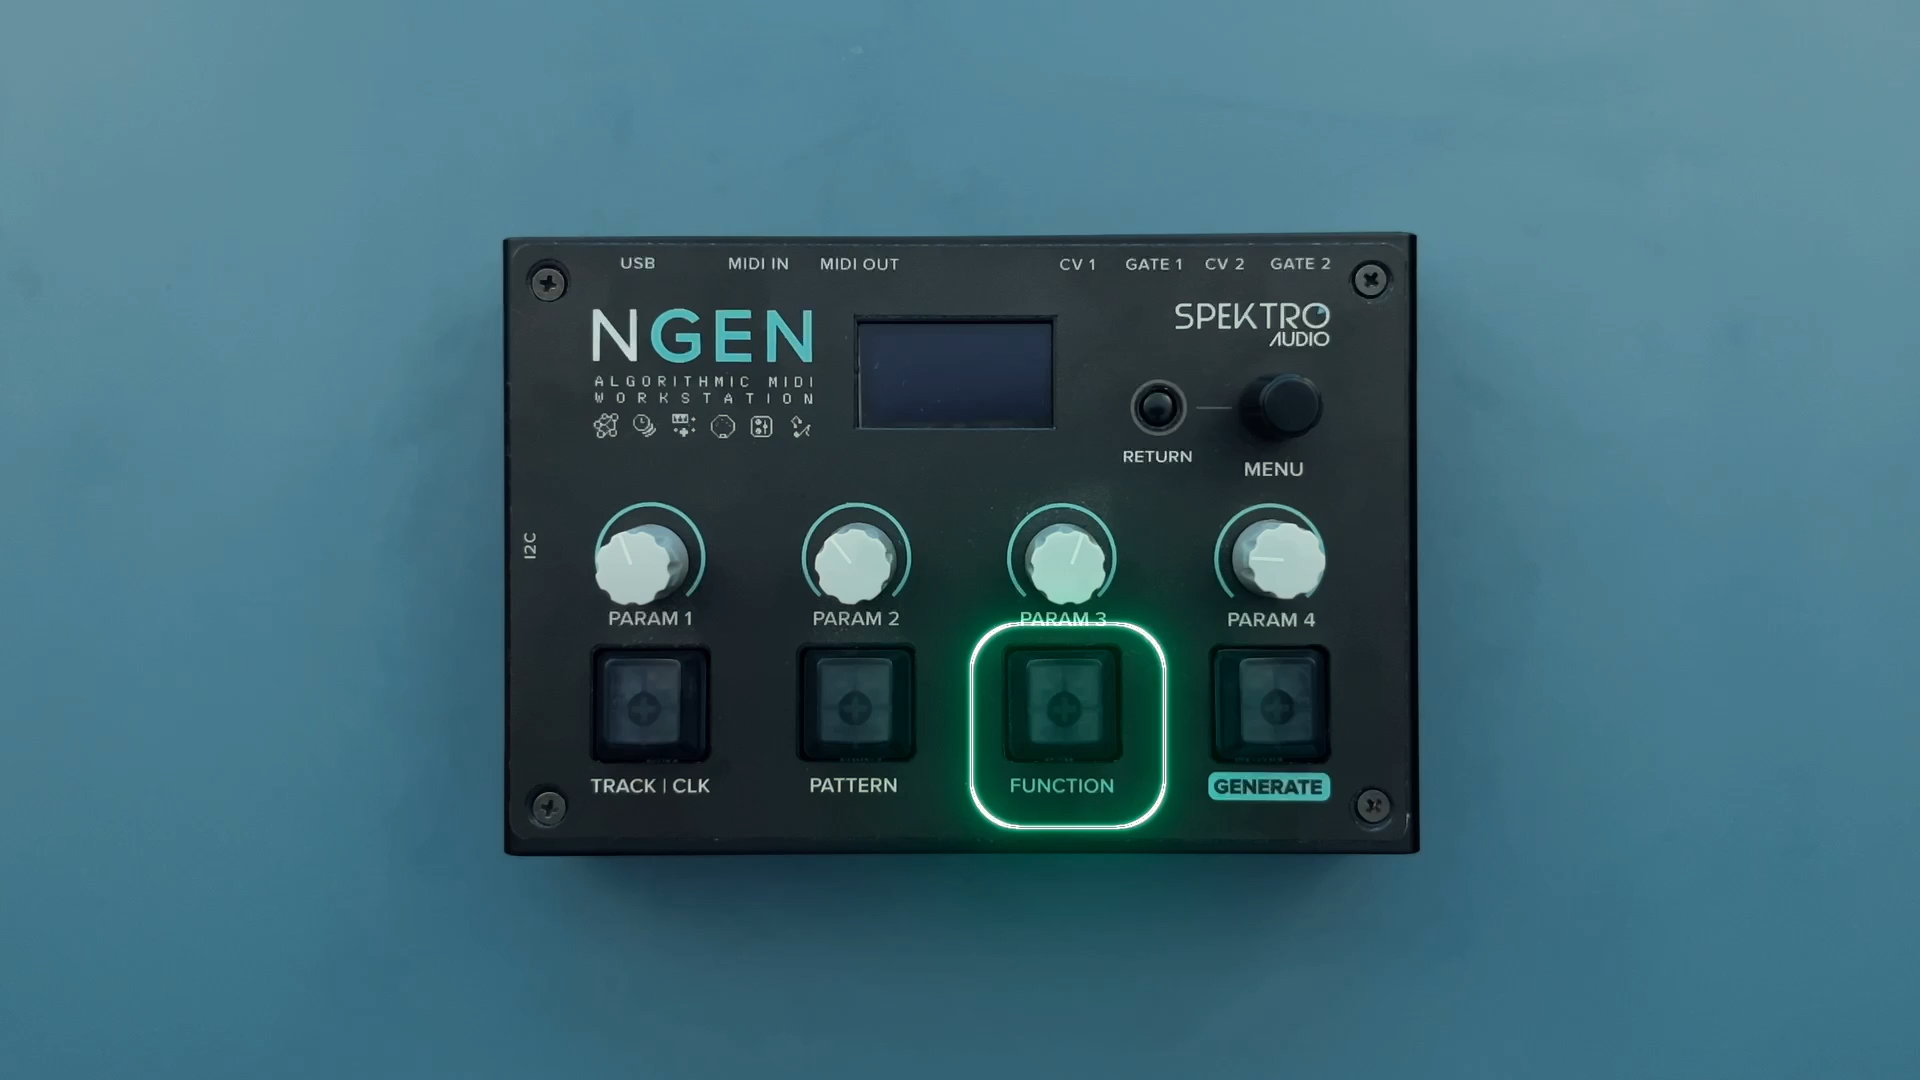 USB MIDI IN MIDI OUT CV 1 GATE 1 CV 2 GATE 2
NGEN
ALGORITHMIC MIDI
WORKSTATION
SPEKTRO
AUDIO
RETURN
MENU
I2C
PARAM 1 PARAM 2 PARAM 3 PARAM 4
TRACK | CLK PATTERN FUNCTION GENERATE